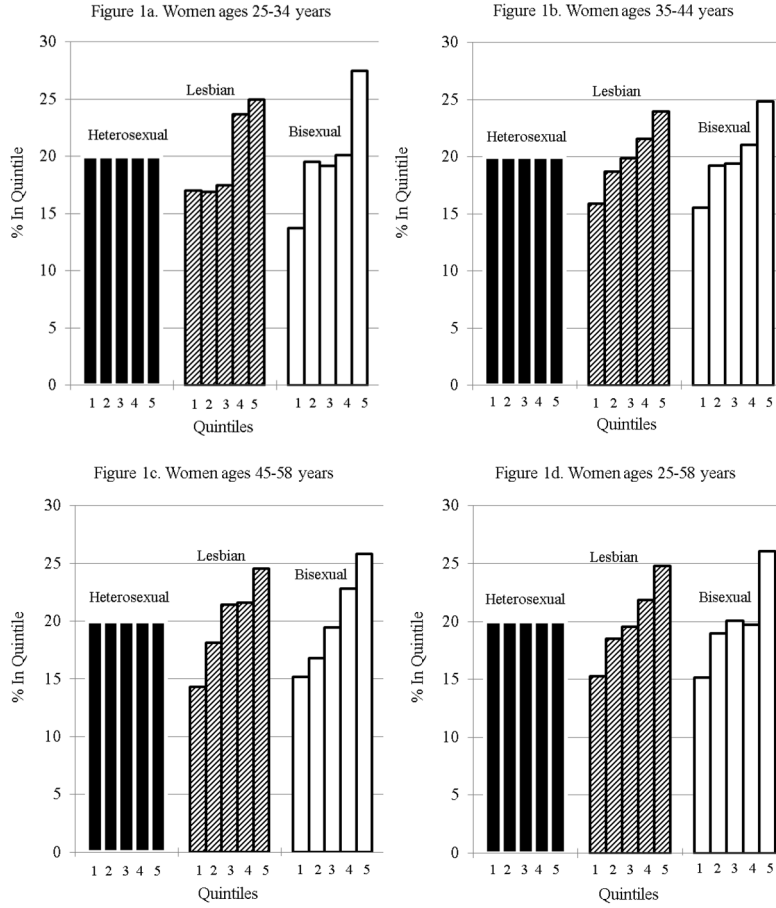 Figure 1a. Women ages 25-34 years
30
25
20
15
10
5
0
% In Quintile
Heterosexual
Lesbian
Bisexual
1 2 3 4 5 1 2 3 4 5 1 2 3 4 5
Quintiles
Figure 1b. Women ages 35-44 years
30
25
20
15
10
5
0
% In Quintile
Heterosexual
Lesbian
Bisexual
1 2 3 4 5 1 2 3 4 5 1 2 3 4 5
Quintiles
Figure 1c. Women ages 45-58 years
30
25
20
15
10
5
0
% In Quintile
Heterosexual
Lesbian
Bisexual
1 2 3 4 5 1 2 3 4 5 1 2 3 4 5
Quintiles
Figure 1d. Women ages 25-58 years
30
25
20
15
10
5
0
% In Quintile
Heterosexual
Lesbian
Bisexual
1 2 3 4 5 1 2 3 4 5 1 2 3 4 5
Quintiles